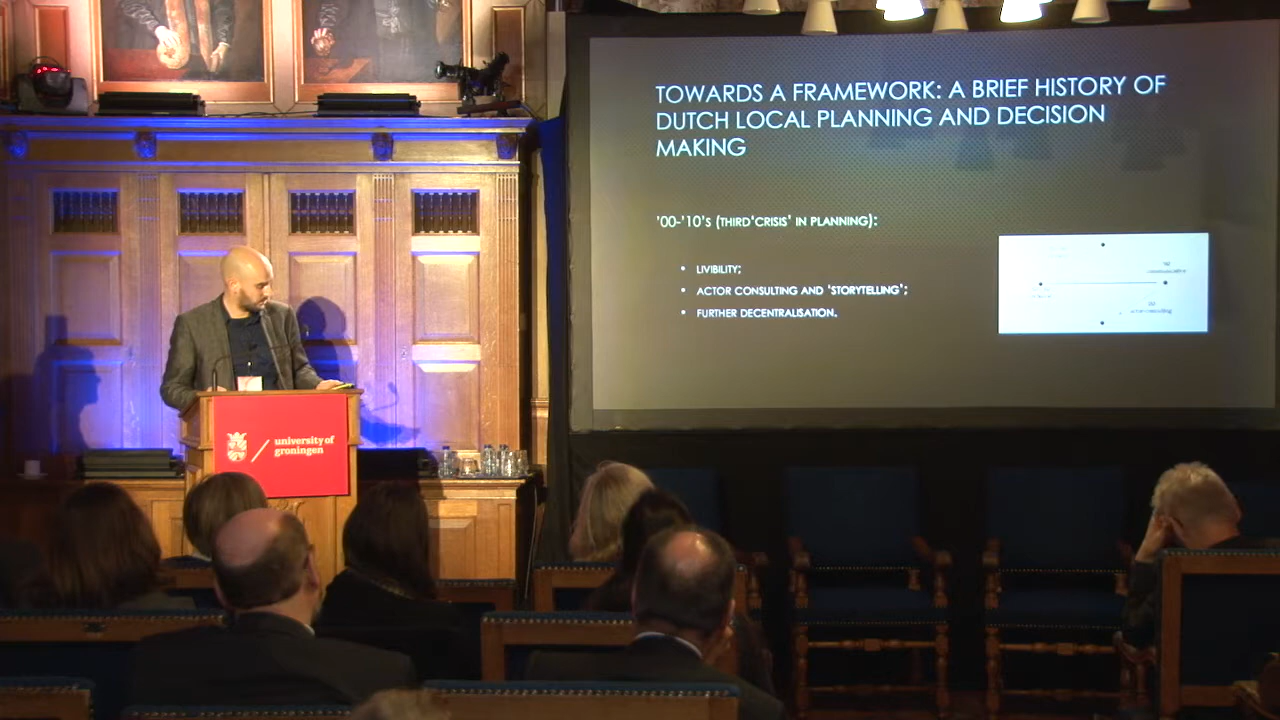 TOWARDS A FRAMEWORK: A BRIEF HISTORY OF
DUTCH LOCAL PLANNING AND DECISION
MAKING
'00-'10'S (THIRD'CRISIS' IN PLANNING):
• LIVIBILITY;
• ACTOR CONSULTING AND 'STORYTELLING';
• FURTHER DECENTRALISATION.
university of
groningen